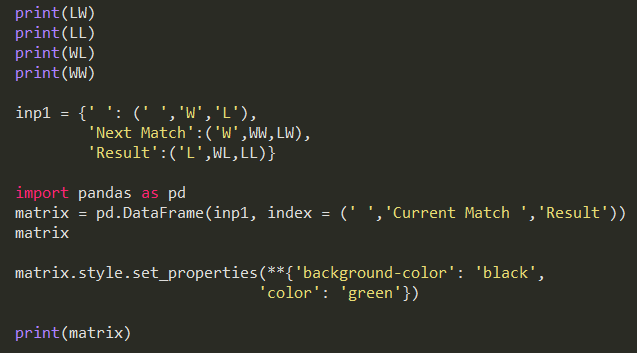 print(LW)
print(LL)
print(WL)
print(WW)
inp1 = {' ': (' ','W','L'),
        'Next Match':('W',WW,LW),
        'Result':('L',WL,LL)}
import pandas as pd
matrix = pd.DataFrame(inp1, index = (' ','Current Match ','Result'))
matrix
matrix.style.set_properties(**{'background-color': 'black',
                           'color': 'green'})
print(matrix)